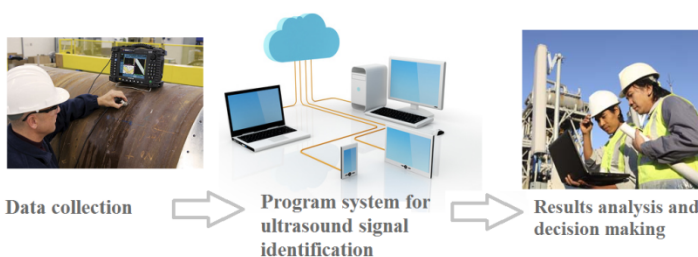 Data collection
Program system for
ultrasound signal
identification
Results analysis and
decision making